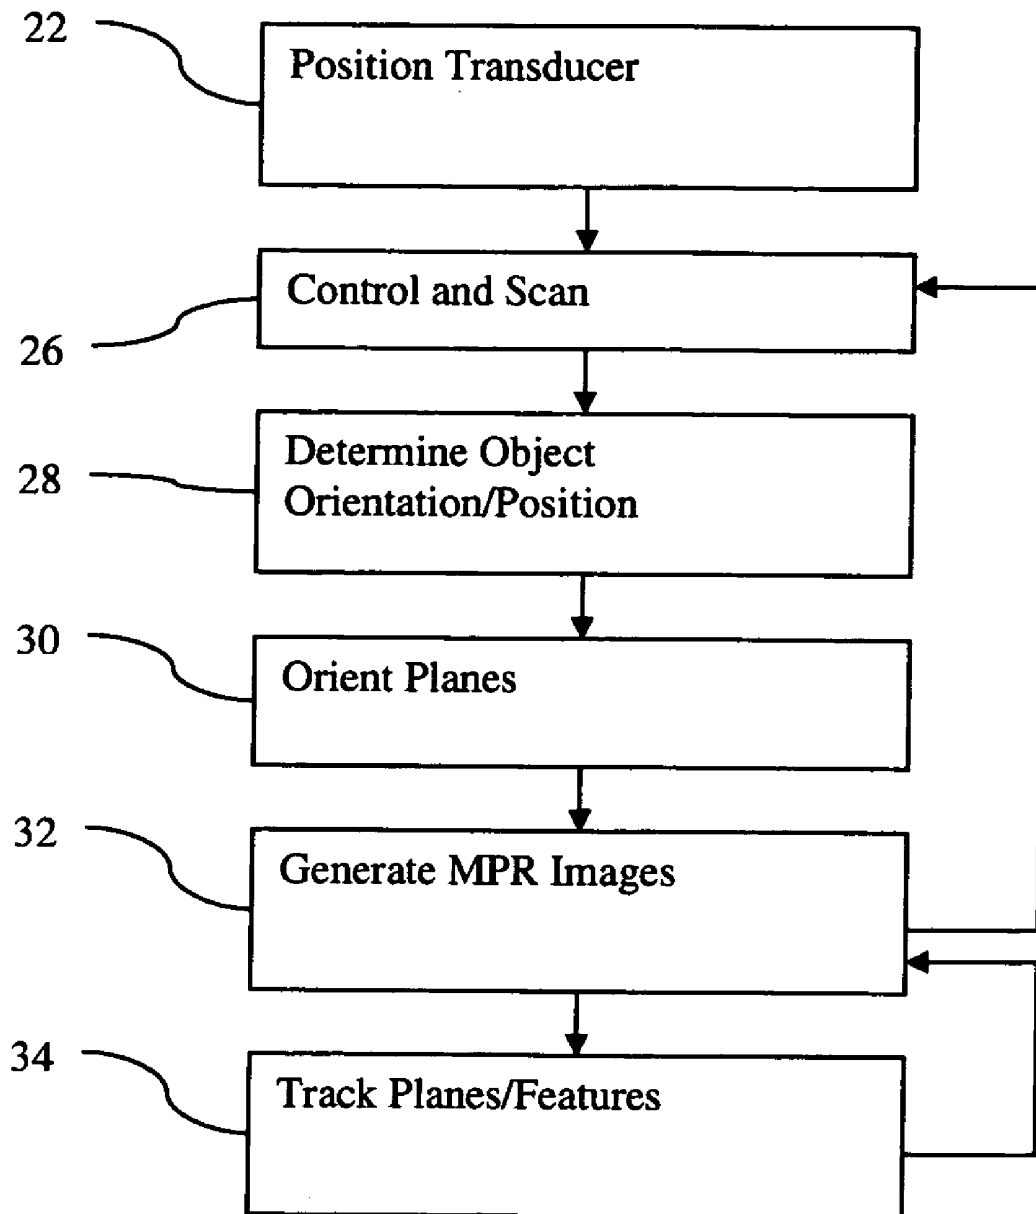 22
Position Transducer
Control and Scan
26
Determine Object
28
Orientation/Position
30
Orient Planes
32
Generate MPR Images
34
Track Planes/Features